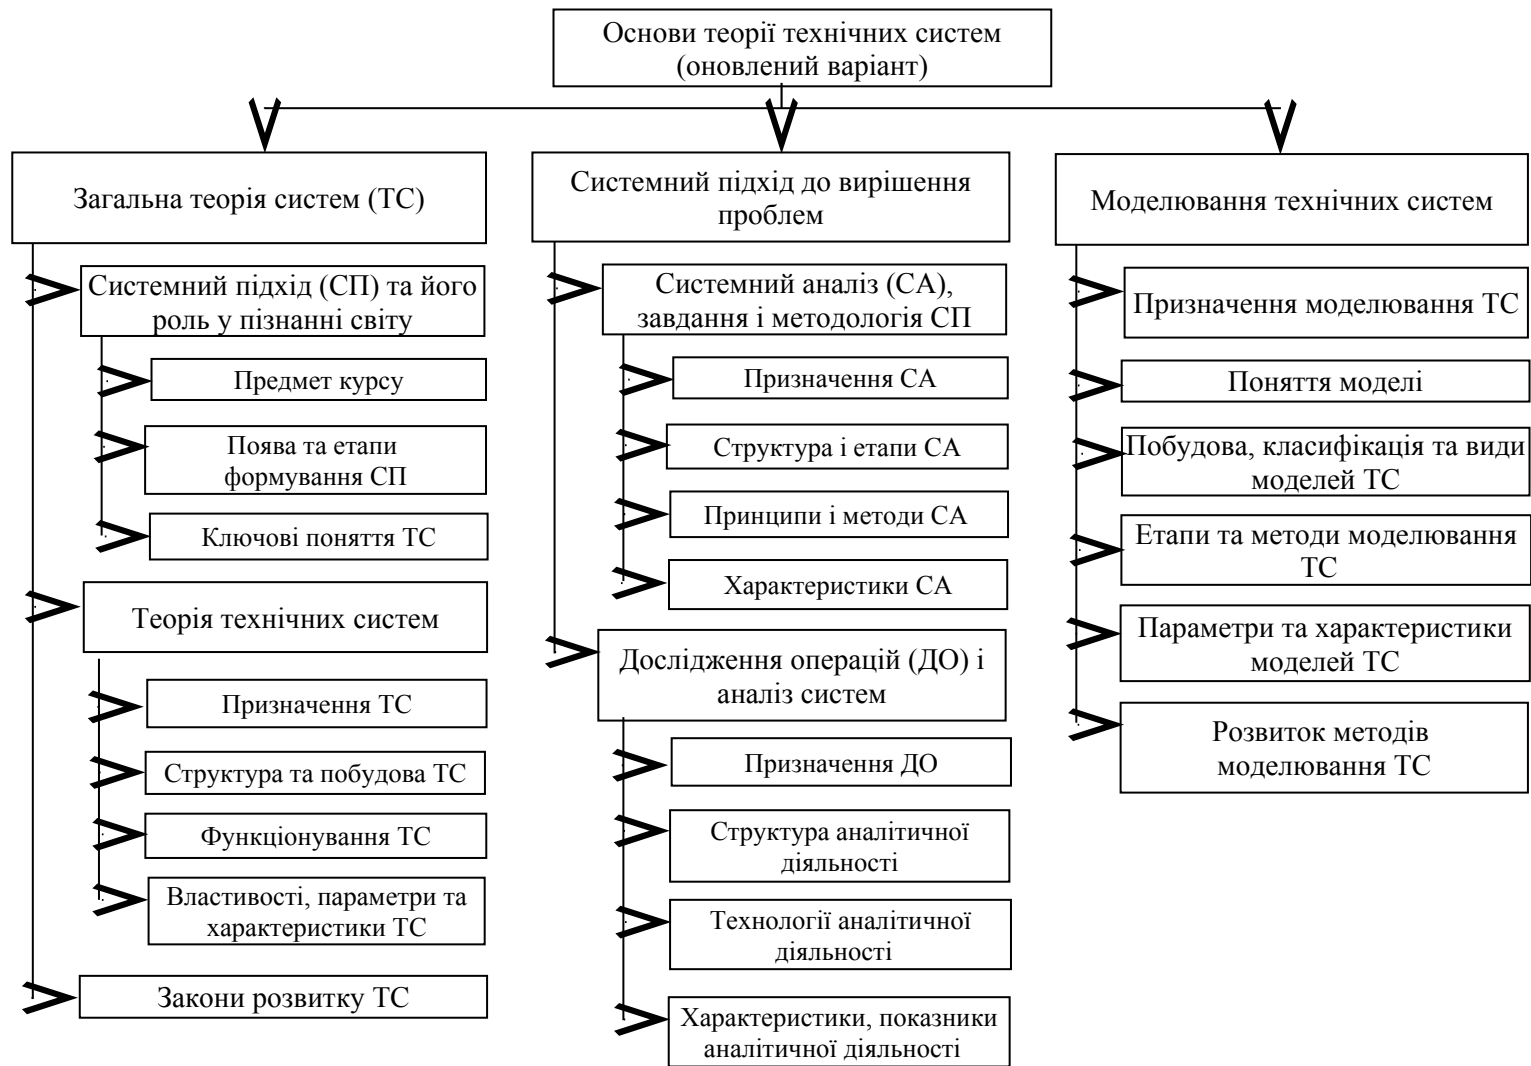 Основи теорії технічних систем
(оновлений варіант)
Загальна теорія систем (ТС)
Системний підхід (СП) та його
роль у пізнанні світу
Предмет курсу
Поява та етапи
формування СП
Ключові поняття ТС
Теорія технічних систем
Призначення ТС
Структура та побудова ТС
Функціонування ТС
Властивості, параметри та
характеристики ТС
Закони розвитку ТС
Системний підхід до вирішення
проблем
Системний аналіз (СА),
завдання і методологія СП
Призначення СА
Структура і етапи СА
Принципи і методи СА
Характеристики СА
Дослідження операцій (ДО) і
аналіз систем
Призначення ДО
Структура аналітичної
діяльності
Технології аналітичної
діяльності
Характеристики, показники
аналітичної діяльності
Моделювання технічних систем
Призначення моделювання ТС
Поняття моделі
Побудова, класифікація та види
моделей ТС
Етапи та методи моделювання
ТС
Параметри та характеристики
моделей ТС
Розвиток методів
моделювання ТС